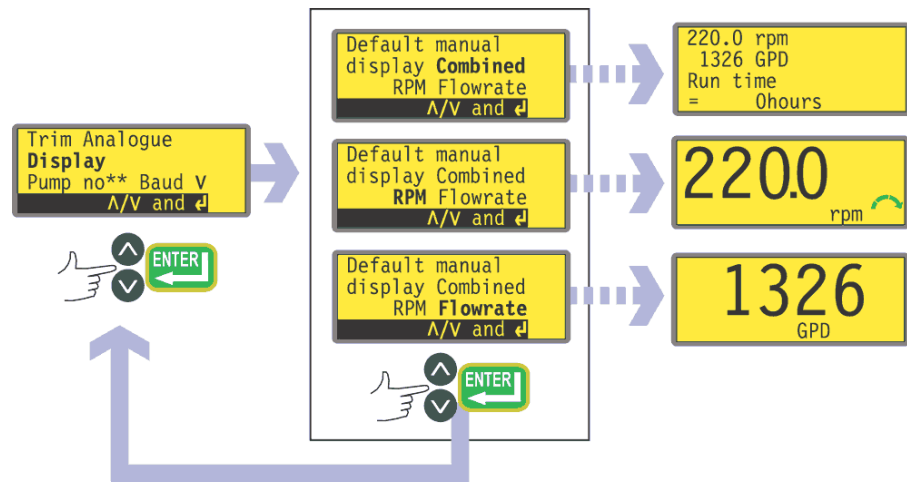 Trim Analogue
Display
Pump no** Baud V
Λ/V and ↲
ENTER
Default manual
display Combined
RPM Flowrate
Λ/V and ↲
Default manual
display Combined
RPM Flowrate
Λ/V and ↲
Default manual
display Combined
RPM Flowrate
Λ/V and ↲
ENTER
220.0 rpm
1326 GPD
Run time
= 0hours
220.0
rpm
1326
GPD